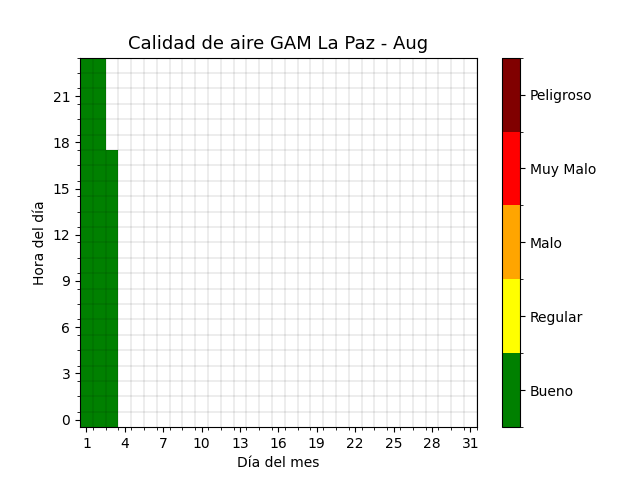 Calidad de aire GAM La Paz - Aug
Hora del día
21
18
15
12
9
6
3
0
1 4 7 10 13 16 19 22 25 28 31
Día del mes
Peligroso
Muy Malo
Malo
Regular
Bueno